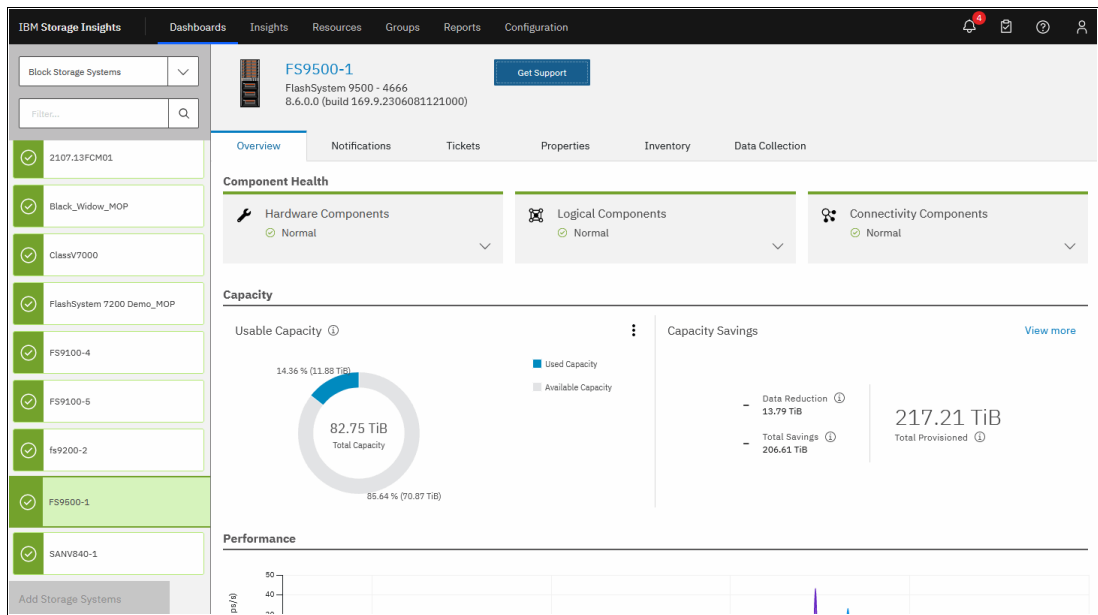 IBM Storage Insights
Dashboards
Insights
Resources
Groups
Reports
Configuration
4
Block Storage Systems
Filter...
2107.13FCM01
Black_Widow_MOP
ClassV7000
FlashSystem 7200 Demo_MOP
FS9100-4
FS9100-5
fs9200-2
FS9500-1
SANV840-1
Add Storage Systems
FS9500-1
FlashSystem 9500 - 4666
8.6.0.0 (build 169.9.2306081121000)
Get Support
Overview
Notifications
Tickets
Properties
Inventory
Data Collection
Component Health
Hardware Components
Normal
Logical Components
Normal
Connectivity Components
Normal
Capacity
Usable Capacity
14.36 % (11.88 TiB)
82.75 TiB
Total Capacity
85.64 % (70.87 TiB)
Used Capacity
Available Capacity
Capacity Savings
View more
- Data Reduction
13.79 TiB
- Total Savings
206.61 TiB
217.21 TiB
Total Provisioned
Performance
50
40